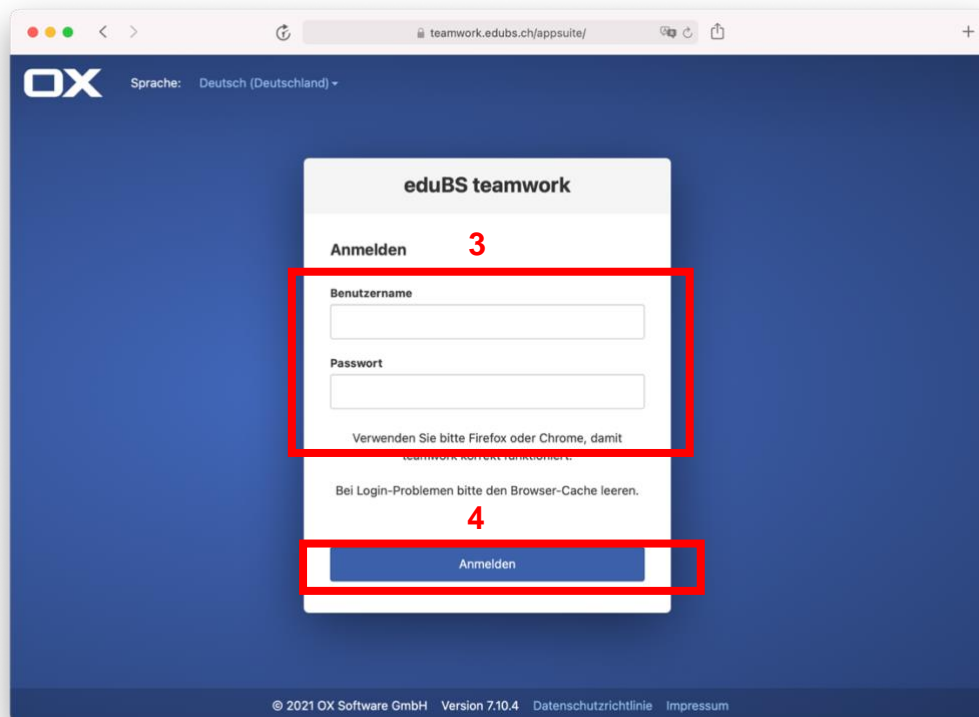 teamwork.edubs.ch/appsuite/
OX Sprache: Deutsch (Deutschland)
eduBS teamwork
Anmelden 3
Benutzername
Passwort
Verwenden Sie bitte Firefox oder Chrome, damit
teamwork korrekt funktioniert.
Bei Login-Problemen bitte den Browser-Cache leeren.
4
Anmelden
© 2021 OX Software GmbH Version 7.10.4 Datenschutzrichtlinie Impressum